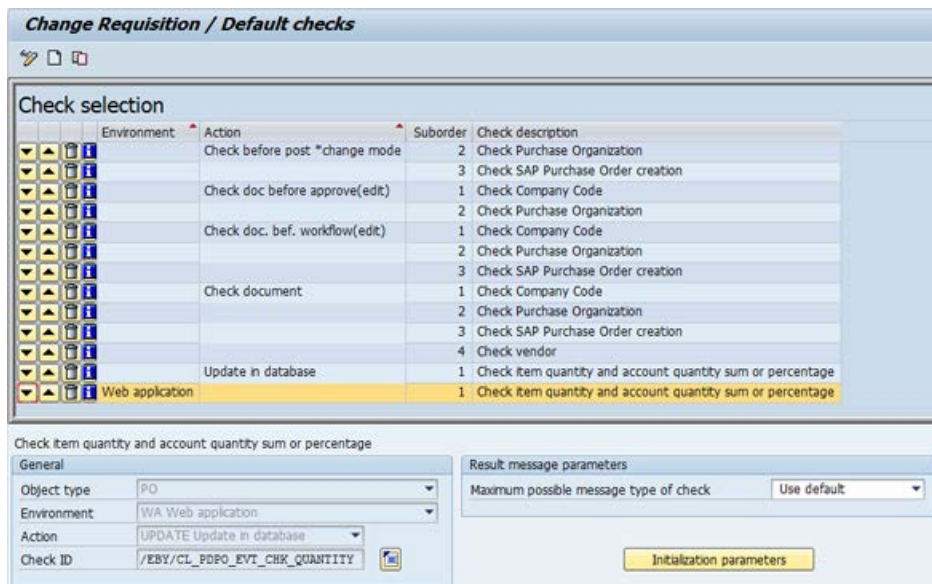 Change Requisition / Default checks
Check selection
Environment Action Suborder Check description
Check before post *change mode 2 Check Purchase Organization
3 Check SAP Purchase Order creation
Check doc before approve(edit) 1 Check Company Code
2 Check Purchase Organization
Check doc. bef. workflow(edit) 1 Check Company Code
2 Check Purchase Organization
3 Check SAP Purchase Order creation
Check document 1 Check Company Code
2 Check Purchase Organization
3 Check SAP Purchase Order creation
4 Check vendor
Update in database 1 Check item quantity and account quantity sum or percentage
Web application 1 Check item quantity and account quantity sum or percentage
Check item quantity and account quantity sum or percentage
General Result message parameters
Object type PO Maximum possible message type of check Use default
Environment WA Web application
Action UPDATE Update in database
Check ID /EBY/CL_PDPO_EVT_CHK_QUANTITY Initialization parameters